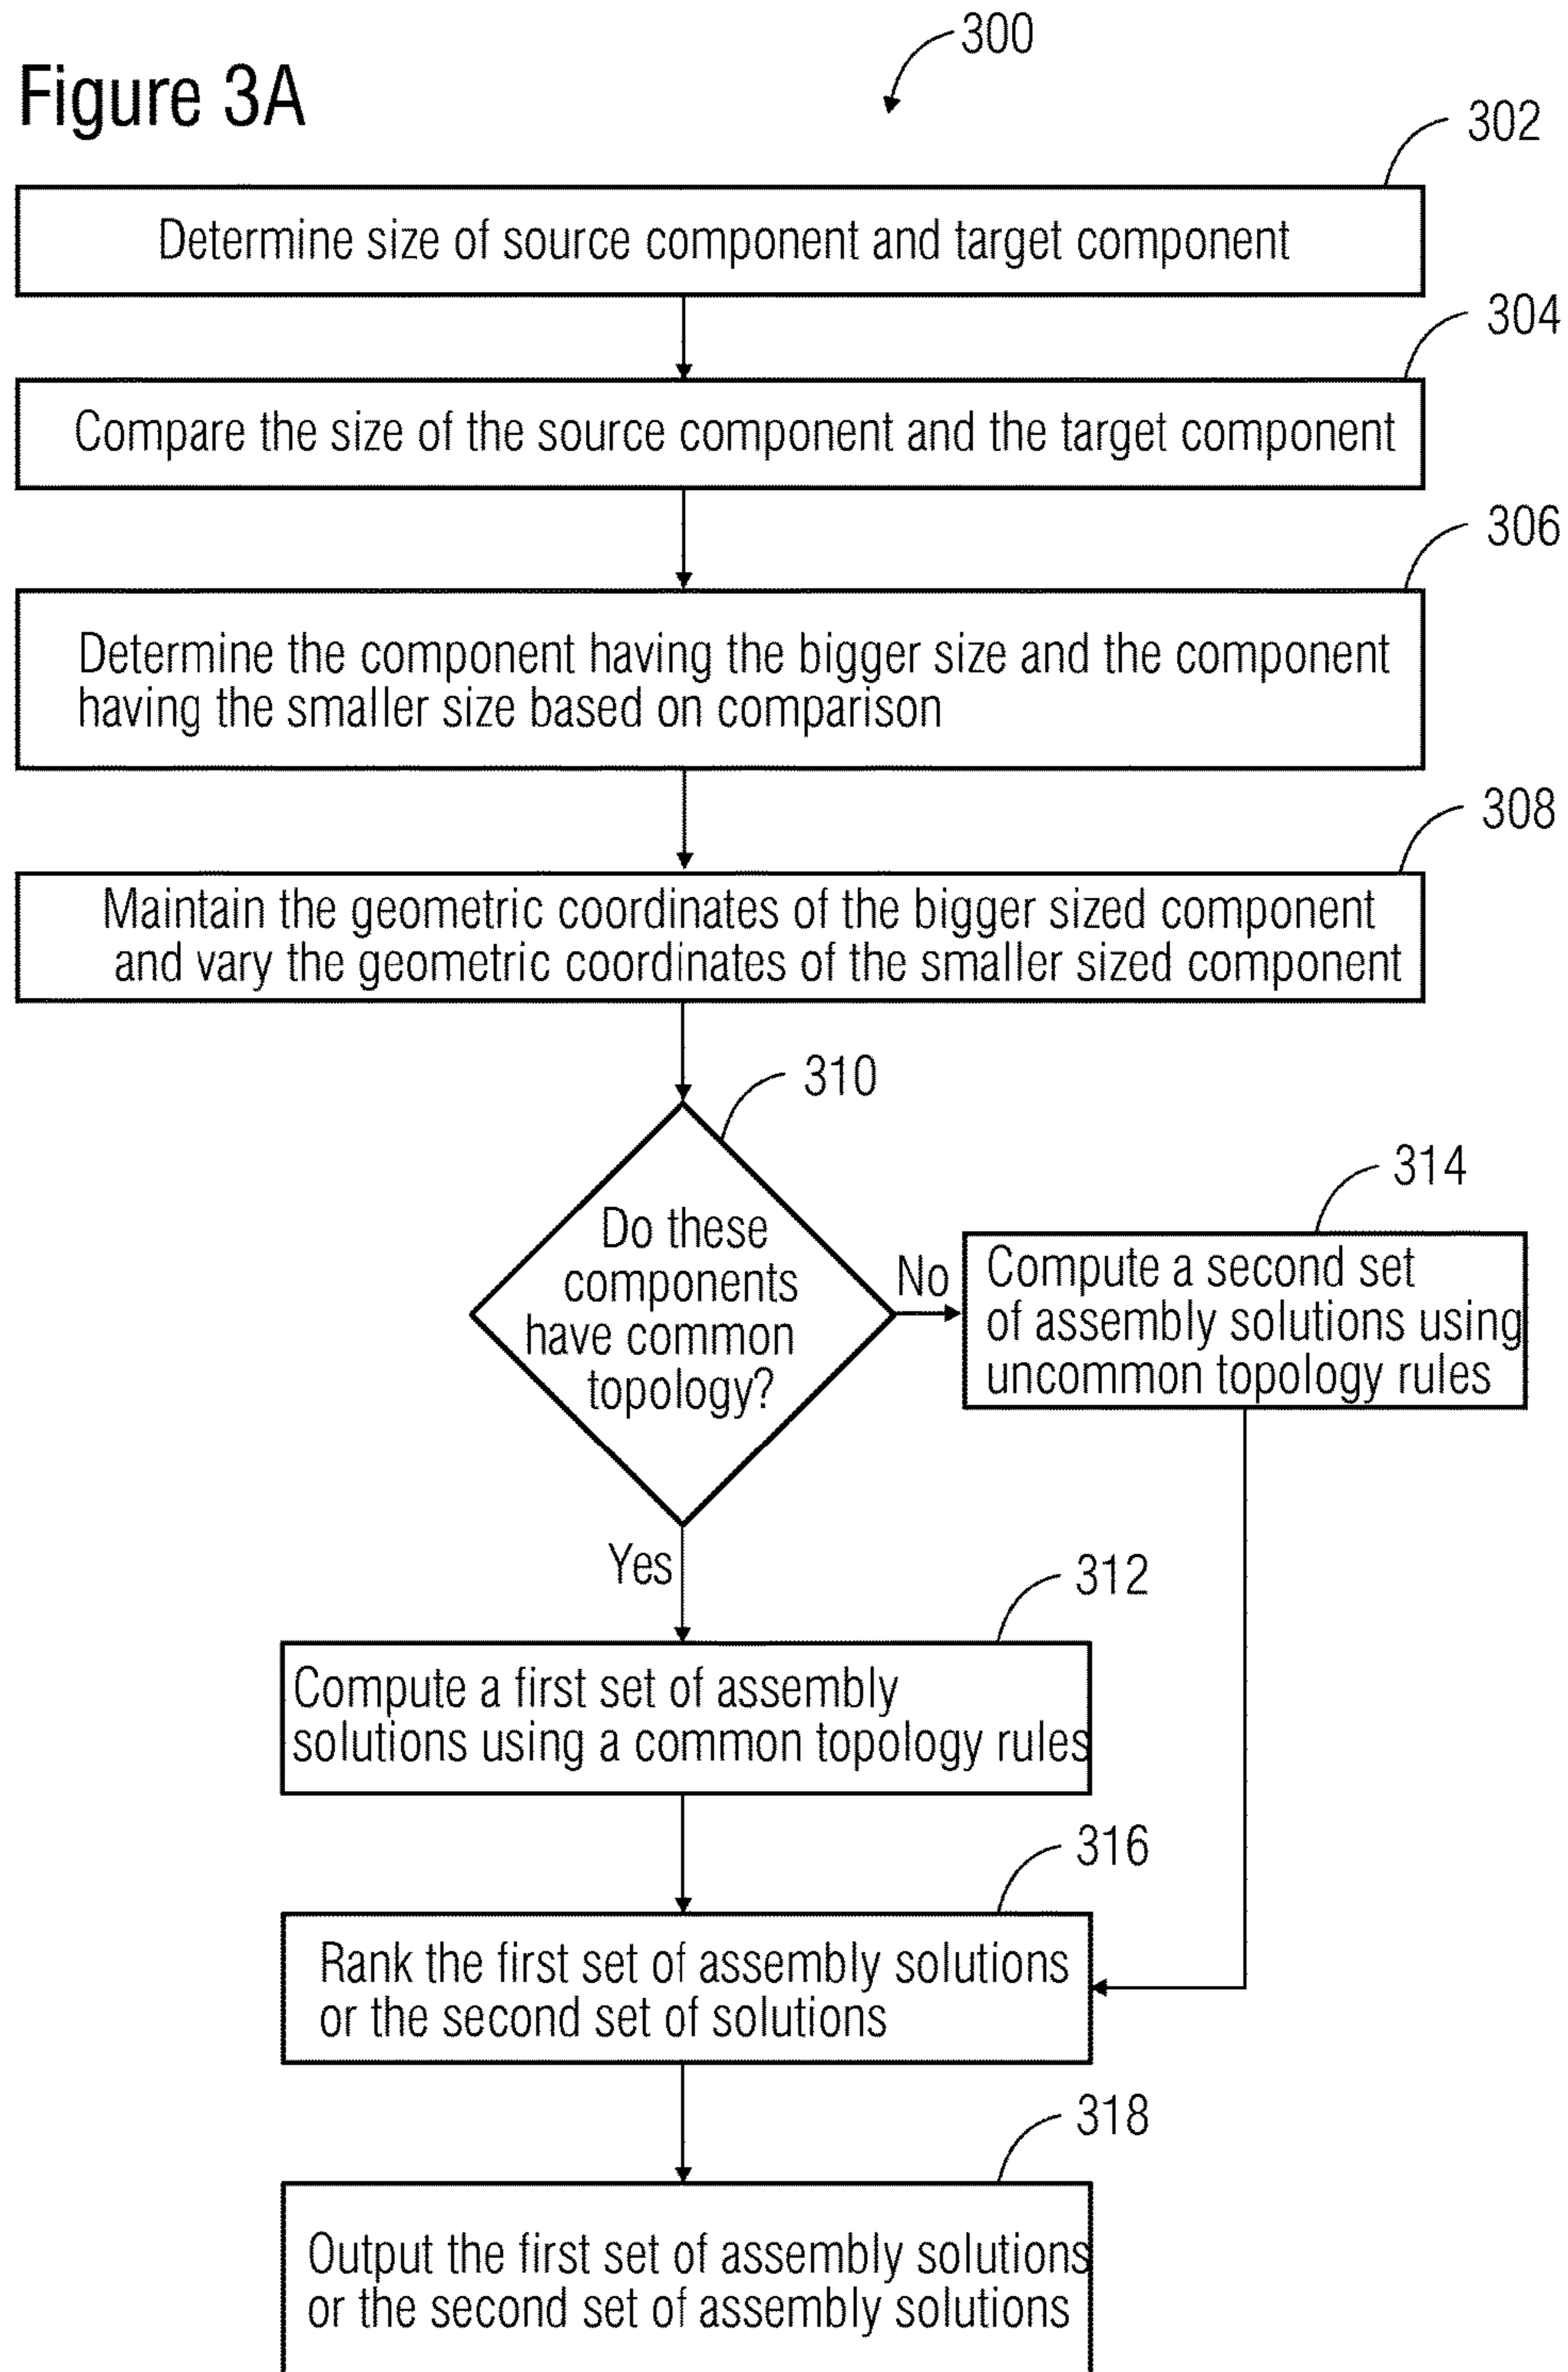 300
Figure 3A
302
Determine size of source component and target component
304
Compare the size of the source component and the target component
306
Determine the component having the bigger size and the component
having the smaller size based on comparison
308
Maintain the geometric coordinates of the bigger sized component
and vary the geometric coordinates of the smaller sized component
310
Do these
components
have common
topology?
No
314
Compute a second set
of assembly solutions using
uncommon topology rules
Yes
312
Compute a first set of assembly
solutions using a common topology rules
316
Rank the first set of assembly solutions
or the second set of solutions
318
Output the first set of assembly solutions
or the second set of assembly solutions